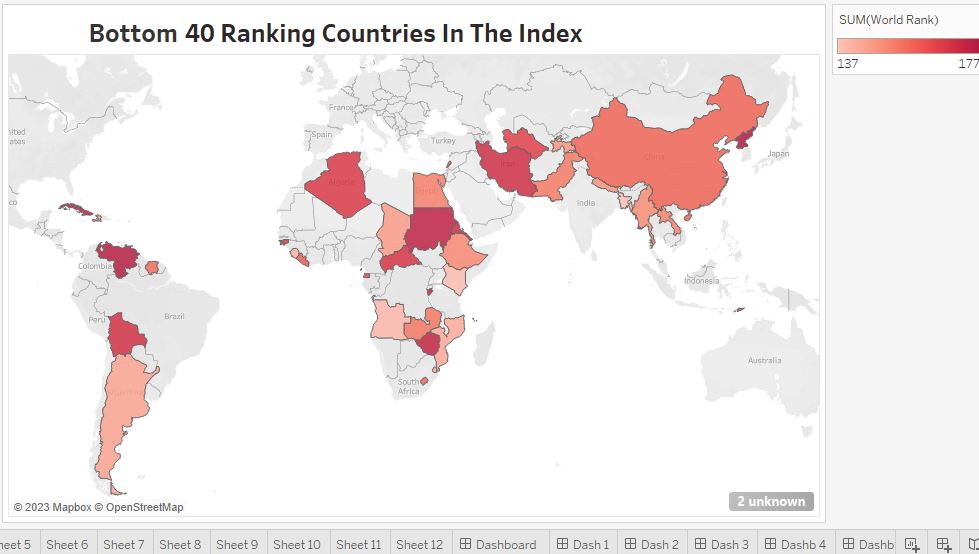 Bottom 40 Ranking Countries In The Index
SUM(World Rank)
137 177
France
Spain
Turkey
China
Japan
Algeria
Iran
Egypt
India
Colombia
Indonesia
Peru
Brazil
Australia
South
Africa
Argentina
© 2023 Mapbox © OpenStreetMap
2 unknown
heet 5 Sheet 6 Sheet 7 Sheet 8 Sheet 9 Sheet 10 Sheet 11 Sheet 12 Dashboard Dash 1 Dash 2 Dash 3 Dashb 4 Dashb